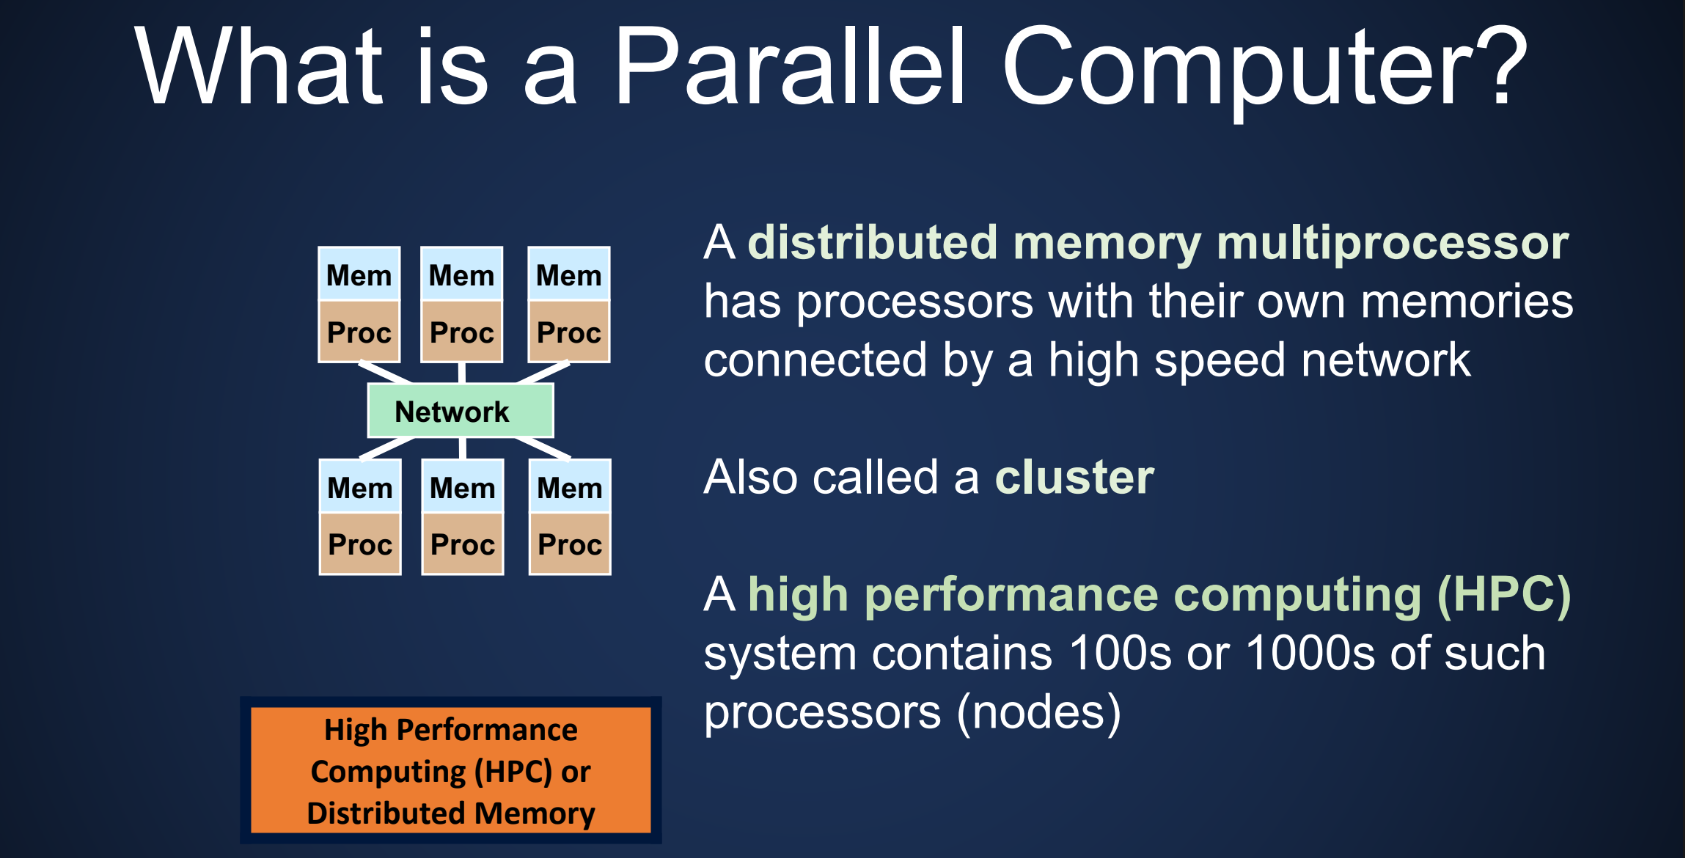 What is a Parallel Computer?
Mem Mem Mem
Proc Proc Proc
Network
Mem Mem Mem
Proc Proc Proc
A distributed memory multiprocessor
has processors with their own memories
connected by a high speed network
Also called a cluster
A high performance computing (HPC)
system contains 100s or 1000s of such
processors (nodes)
High Performance
Computing (HPC) or
Distributed Memory